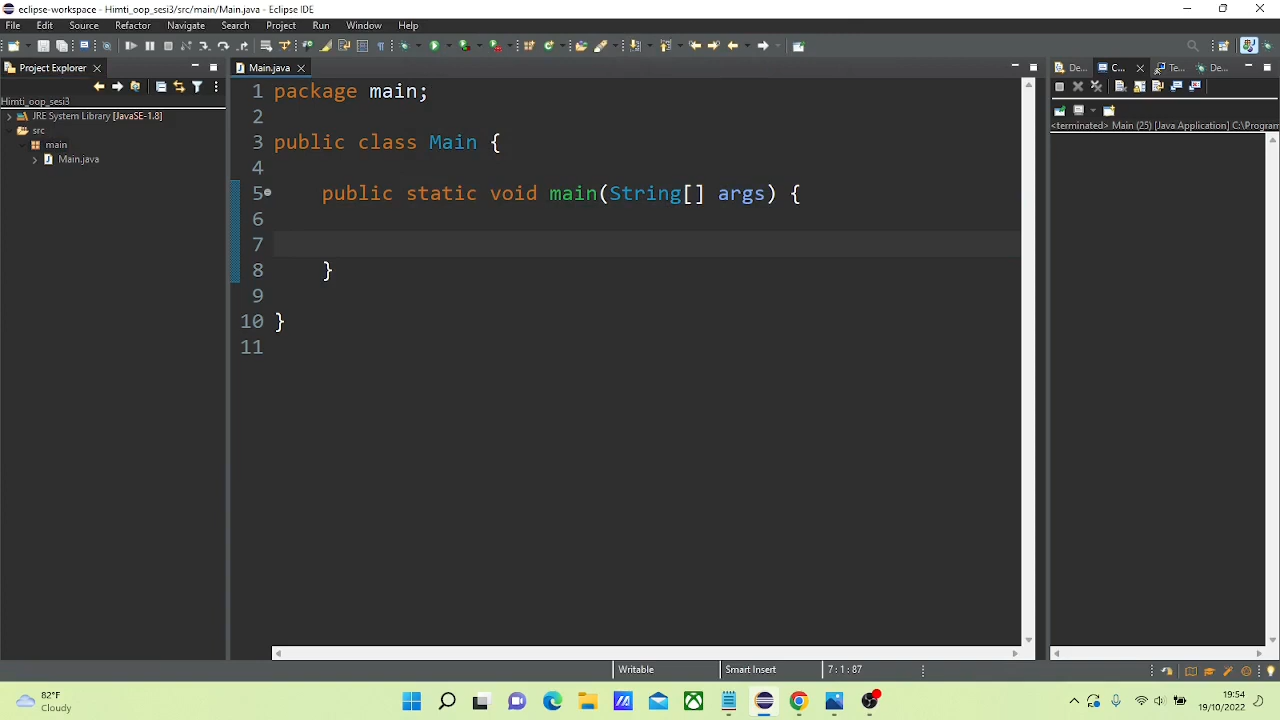 eclipse-workspace - Himti_oop_sesi3/src/main/Main.java - Eclipse IDE
File Edit Source Refactor Navigate Search Project Run Window Help
Project Explorer
Main.java
De...
C...
Te...
De...
Himti_oop_sesi3
JRE System Library [JavaSE-1.8]
src
main
Main.java
1 package main;
2
3 public class Main {
4
5 public static void main(String[] args) {
6
7
8 }
9
10 }
11
<terminated> Main (25) [Java Application] C:\Program
Writable
Smart Insert
7:1:87
82°F
Cloudy
19:54
19/10/2022